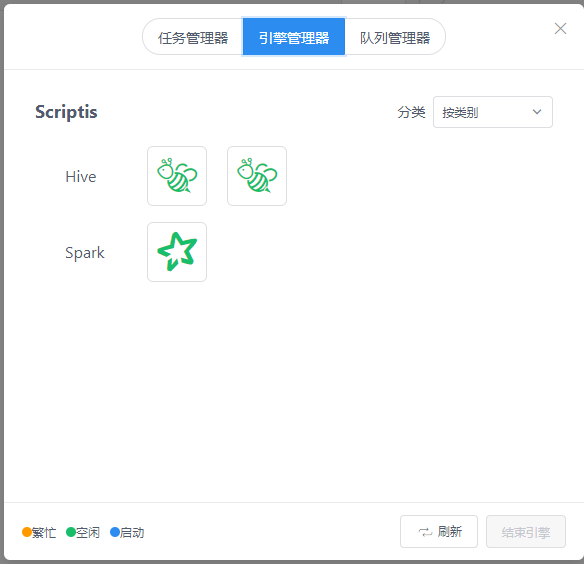 任务管理器 引擎管理器 队列管理器
Scriptis 分类 按类别
Hive
Spark
繁忙 空闲 启动 刷新 结束引擎